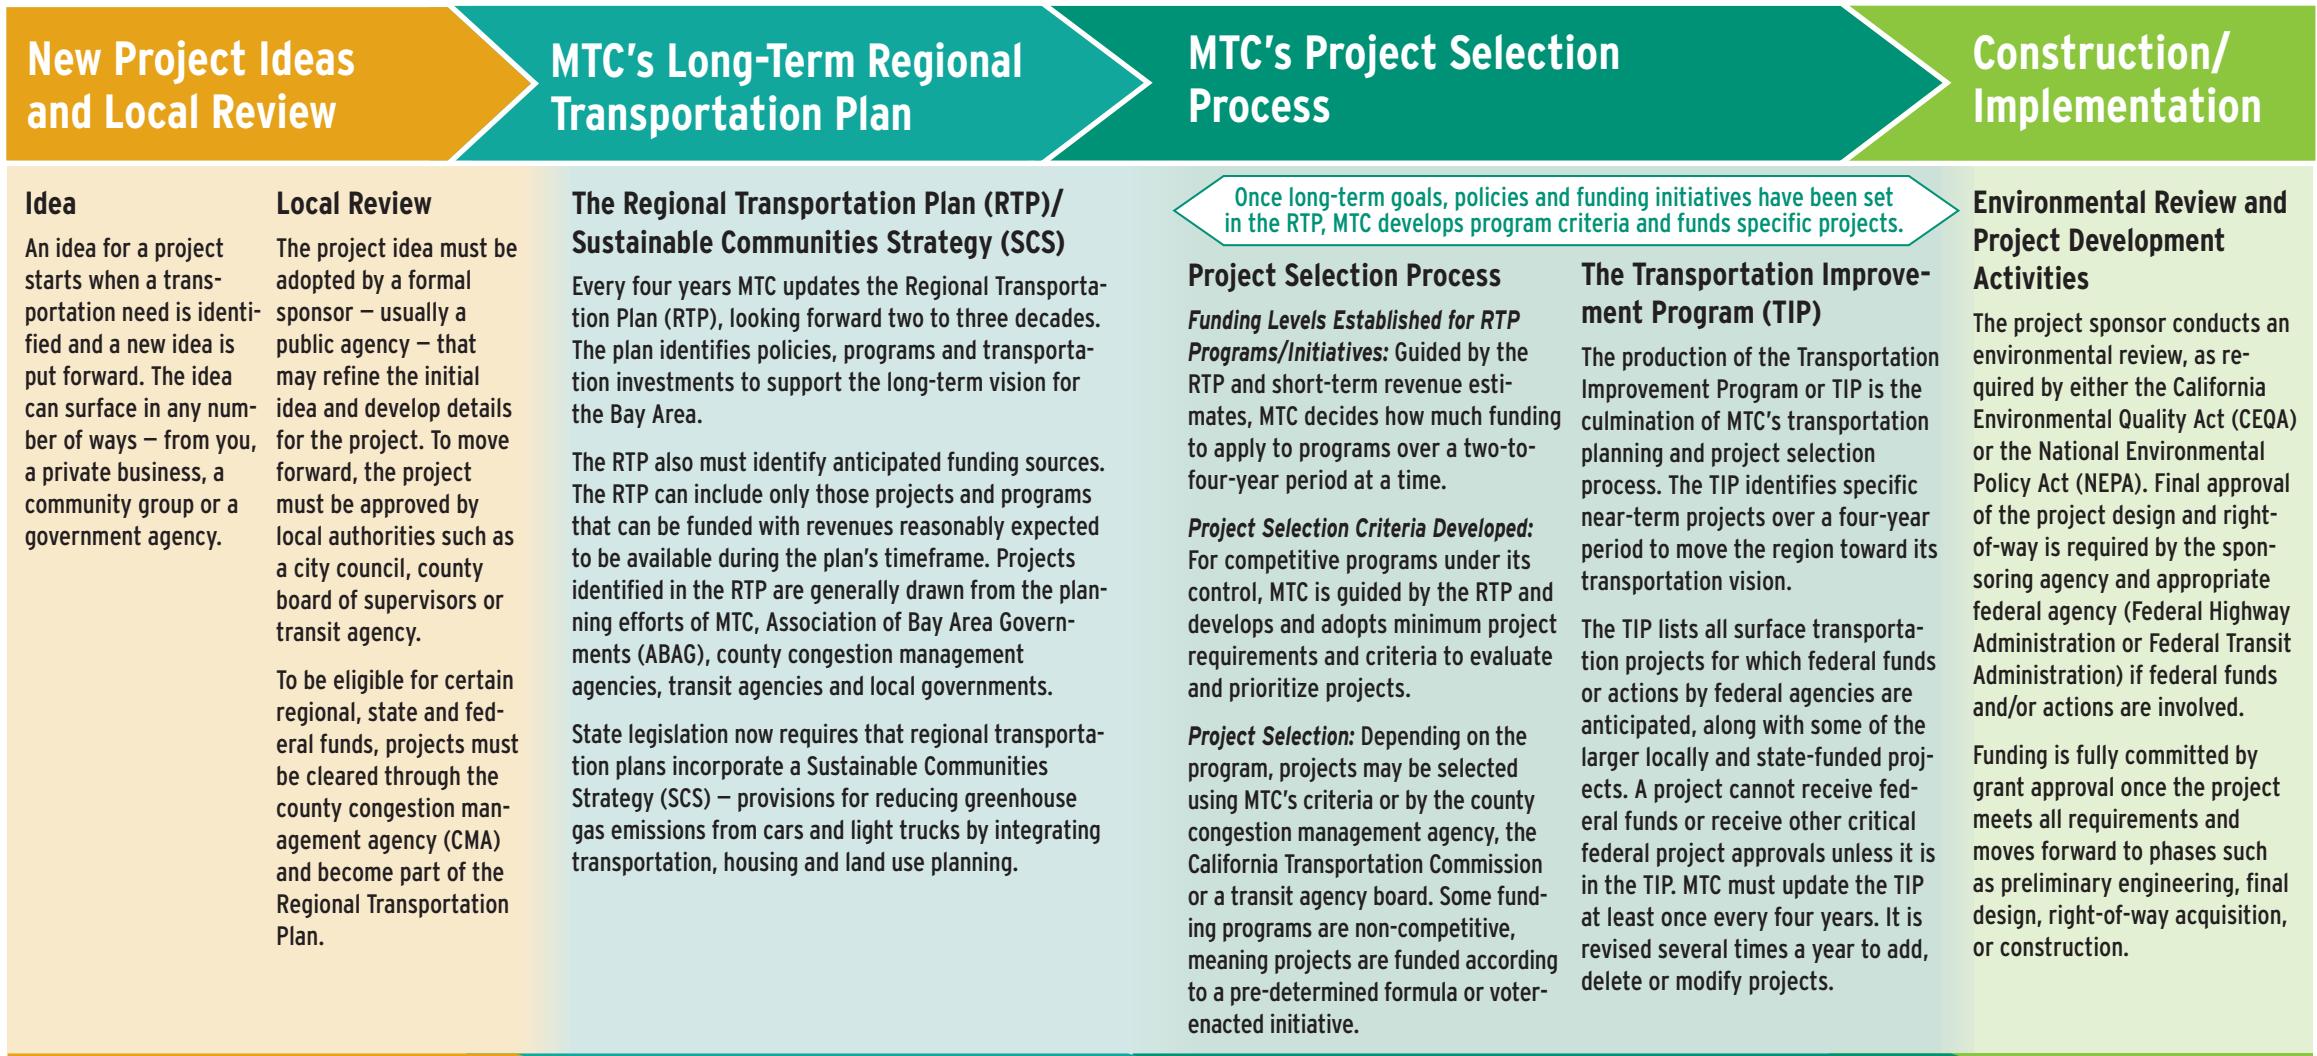 New Project Ideas
and Local Review
MTC's Long-Term Regional
Transportation Plan
MTC's Project Selection
Process
Construction/
Implementation
Idea
An idea for a project
starts when a trans-
portation need is identi-
fied and a new idea is
put forward. The idea
can surface in any num-
ber of ways — from you,
a private business, a
community group or a
government agency.
Local Review
The project idea must be
adopted by a formal
sponsor — usually a
public agency — that
may refine the initial
idea and develop details
for the project. To move
forward, the project
must be approved by
local authorities such as
a city council, county
board of supervisors or
transit agency.
To be eligible for certain
regional, state and fed-
eral funds, projects must
be cleared through the
county congestion man-
agement agency (CMA)
and become part of the
Regional Transportation
Plan.
The Regional Transportation Plan (RTP)/
Sustainable Communities Strategy (SCS)
Every four years MTC updates the Regional Transporta-
tion Plan (RTP), looking forward two to three decades.
The plan identifies policies, programs and transporta-
tion investments to support the long-term vision for
the Bay Area.
The RTP also must identify anticipated funding sources.
The RTP can include only those projects and programs
that can be funded with revenues reasonably expected
to be available during the plan's timeframe. Projects
identified in the RTP are generally drawn from the plan-
ning efforts of MTC, Association of Bay Area Govern-
ments (ABAG), county congestion management
agencies, transit agencies and local governments.
State legislation now requires that regional transporta-
tion plans incorporate a Sustainable Communities
Strategy (SCS) — provisions for reducing greenhouse
gas emissions from cars and light trucks by integrating
transportation, housing and land use planning.
Once long-term goals, policies and funding initiatives have been set
in the RTP, MTC develops program criteria and funds specific projects.
Project Selection Process
Funding Levels Established for RTP
Programs/Initiatives: Guided by the
RTP and short-term revenue esti-
mates, MTC decides how much funding
to apply to programs over a two-to-
four-year period at a time.
Project Selection Criteria Developed:
For competitive programs under its
control, MTC is guided by the RTP and
develops and adopts minimum project
requirements and criteria to evaluate
and prioritize projects.
Project Selection: Depending on the
program, projects may be selected
using MTC's criteria or by the county
congestion management agency, the
California Transportation Commission
or a transit agency board. Some fund-
ing programs are non-competitive,
meaning projects are funded according
to a pre-determined formula or voter-
enacted initiative.
The Transportation Improve-
ment Program (TIP)
The production of the Transportation
Improvement Program or TIP is the
culmination of MTC's transportation
planning and project selection
process. The TIP identifies specific
near-term projects over a four-year
period to move the region toward its
transportation vision.
The TIP lists all surface transporta-
tion projects for which federal funds
or actions by federal agencies are
anticipated, along with some of the
larger locally and state-funded proj-
ects. A project cannot receive fed-
eral funds or receive other critical
federal project approvals unless it is
in the TIP. MTC must update the TIP
at least once every four years. It is
revised several times a year to add,
delete or modify projects.
Environmental Review and
Project Development
Activities
The project sponsor conducts an
environmental review, as re-
quired by either the California
Environmental Quality Act (CEQA)
or the National Environmental
Policy Act (NEPA). Final approval
of the project design and right-
of-way is required by the spon-
soring agency and appropriate
federal agency (Federal Highway
Administration or Federal Transit
Administration) if federal funds
and/or actions are involved.
Funding is fully committed by
grant approval once the project
meets all requirements and
moves forward to phases such
as preliminary engineering, final
design, right-of-way acquisition,
or construction.